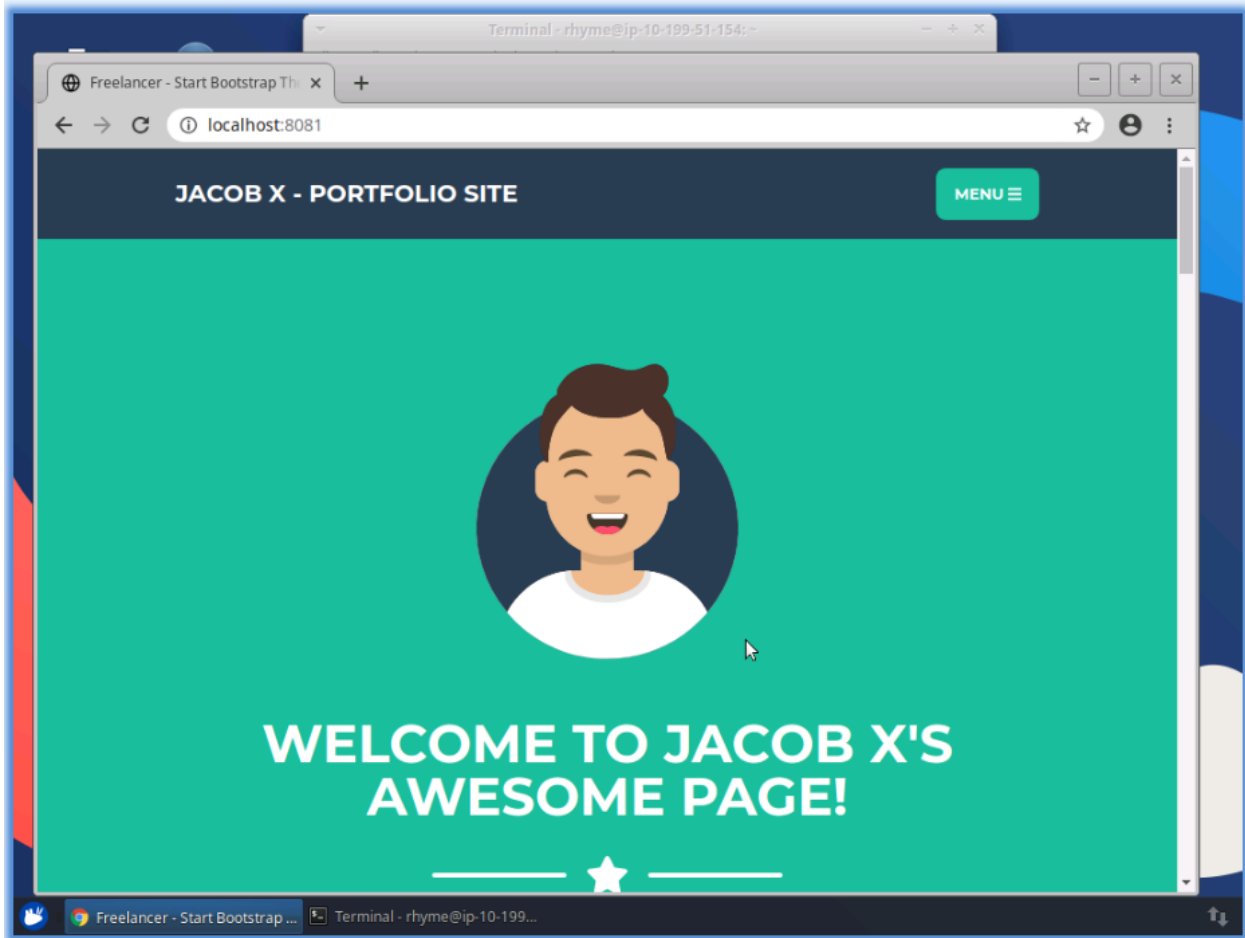 Terminal - rhyme@ip-10-199-51-154: ~
Freelancer - Start Bootstrap Th
localhost:8081
JACOB X - PORTFOLIO SITE
MENU
WELCOME TO JACOB X'S
AWESOME PAGE!
Freelancer - Start Bootstrap ...
Terminal - rhyme@ip-10-199...